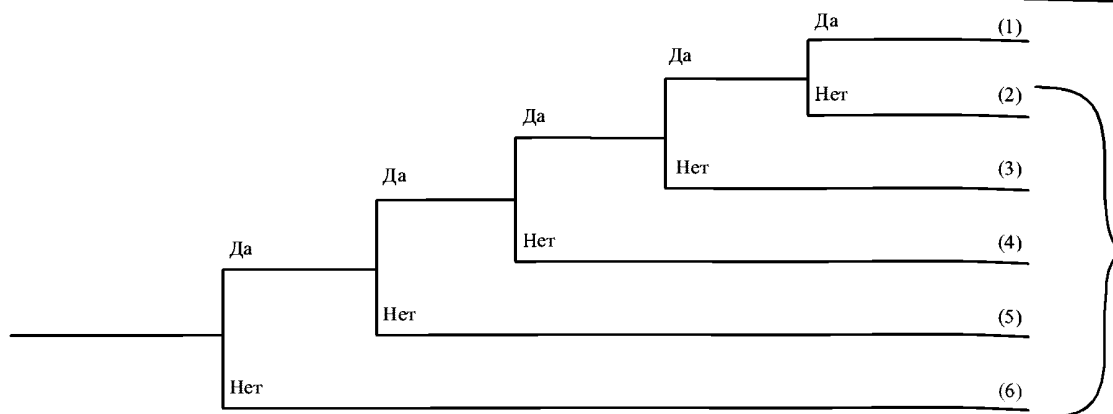 Да (1)
Да
Нет (2)
Да
Нет (3)
Да
Нет (4)
Да
Нет (5)
Нет (6)